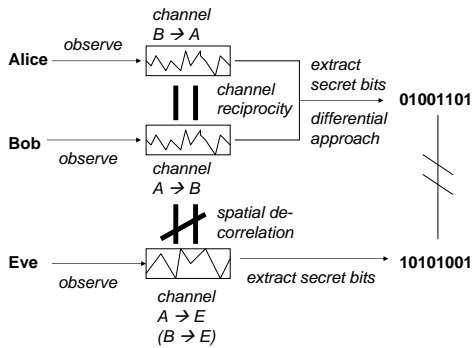 channel
B → A
observe
Alice
extract
secret bits
channel
reciprocity
01001101
differential
approach
Bob
observe
channel
A → B
spatial de-
correlation
Eve
10101001
observe
extract secret bits
channel
A → E
(B → E)